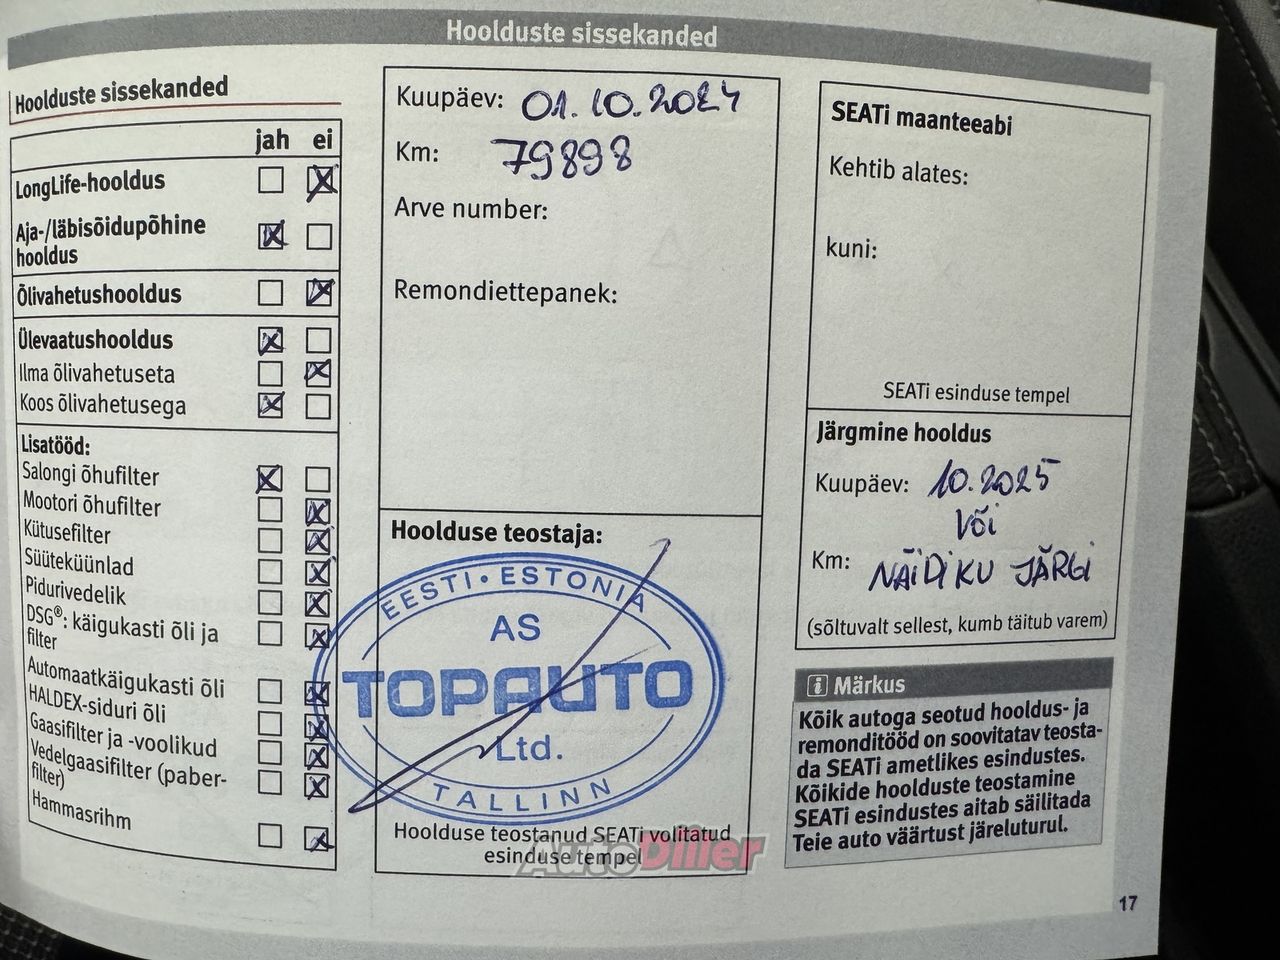 Hoolduste sissekanded
Hoolduste sissekanded
jah ei
LongLife-hooldus
Aja-/läbisõidupõhine
hooldus
Õlivahetushooldus
Ülevaatushooldus
Ilma õlivahetuseta
Koos õlivahetusega
Lisatööd:
Salongi õhufilter
Mootori õhufilter
Kütusefilter
Süüteküünlad
Pidurivedelik
DSG®: käigukasti õli ja
filter
Automaatkäigukasti õli
HALDEX-siduri õli
Gaasifilter ja -voolikud
Vedelgaasifilter (paber-
filter)
Hammasrihm
Kuupäev: 01.10.2024
Km: 79898
Arve number:
Remondiettepanek:
Hoolduse teostaja:
EESTI · ESTONIA
AS
TOPAUTO
Ltd.
TALLINN
Hoolduse teostanud SEATi volitatud
esinduse tempel
AutoDiiler
SEATi maanteeabi
Kehtib alates:
kuni:
SEATi esinduse tempel
Järgmine hooldus
Kuupäev: 10.2025
või
Km: NÄIDIKU JÄRGI
(sõltuvalt sellest, kumb täitub varem)
i Märkus
Kõik autoga seotud hooldus- ja
remonditööd on soovitatav teosta-
da SEATi ametlikes esindustes.
Kõikide hoolduste teostamine
SEATi esindustes aitab säilitada
Teie auto väärtust järeluturul.
17